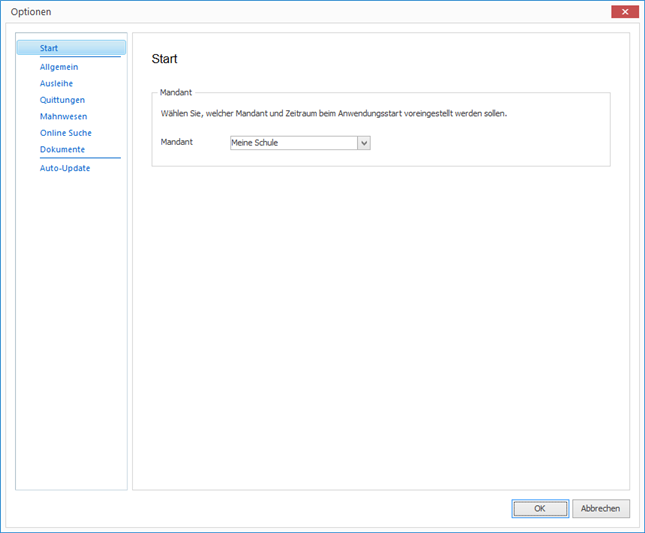 Optionen
Start
Allgemein
Ausleihe
Quittungen
Mahnwesen
Online Suche
Dokumente
Auto-Update
Start
Mandant
Wählen Sie, welcher Mandant und Zeitraum beim Anwendungsstart voreingestellt werden sollen.
Mandant Meine Schule
OK Abbrechen